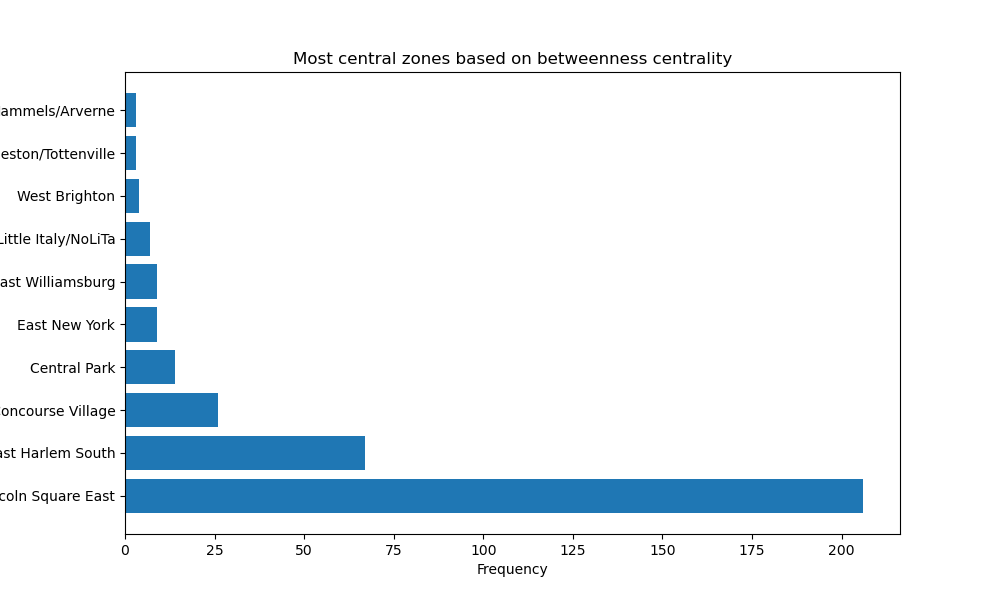 Most central zones based on betweenness centrality
ammels/Arverne
eston/Tottenville
West Brighton
Little Italy/NoLiTa
ast Williamsburg
East New York
Central Park
Concourse Village
ast Harlem South
coln Square East
0 25 50 75 100 125 150 175 200
Frequency